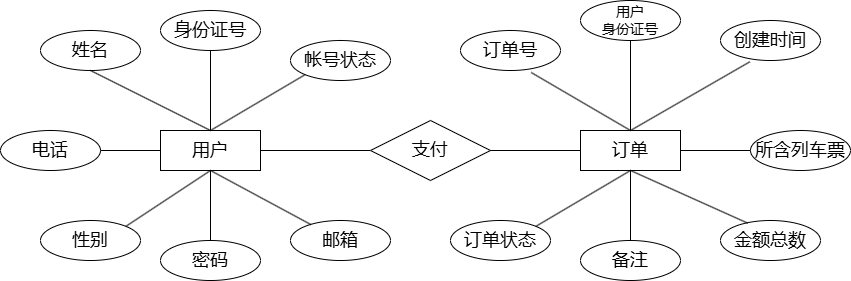 身份证号
姓名
帐号状态
电话
用户
性别
密码
邮箱
支付
用户
身份证号
订单号
创建时间
订单
所含列车票
订单状态
备注
金额总数